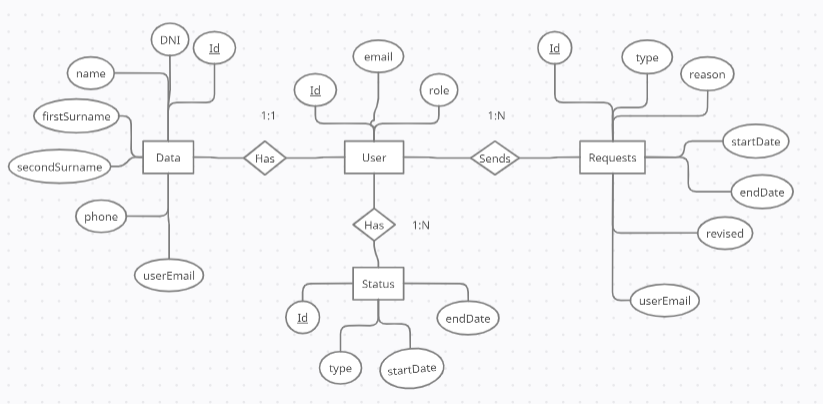 DNI
Id
Id
email
type
name
reason
Id
role
firstSurname
1:1
1:N
startDate
Data
Has
User
Sends
Requests
secondSurname
endDate
phone
Has
1:N
revised
userEmail
Status
userEmail
Id
endDate
type
startDate